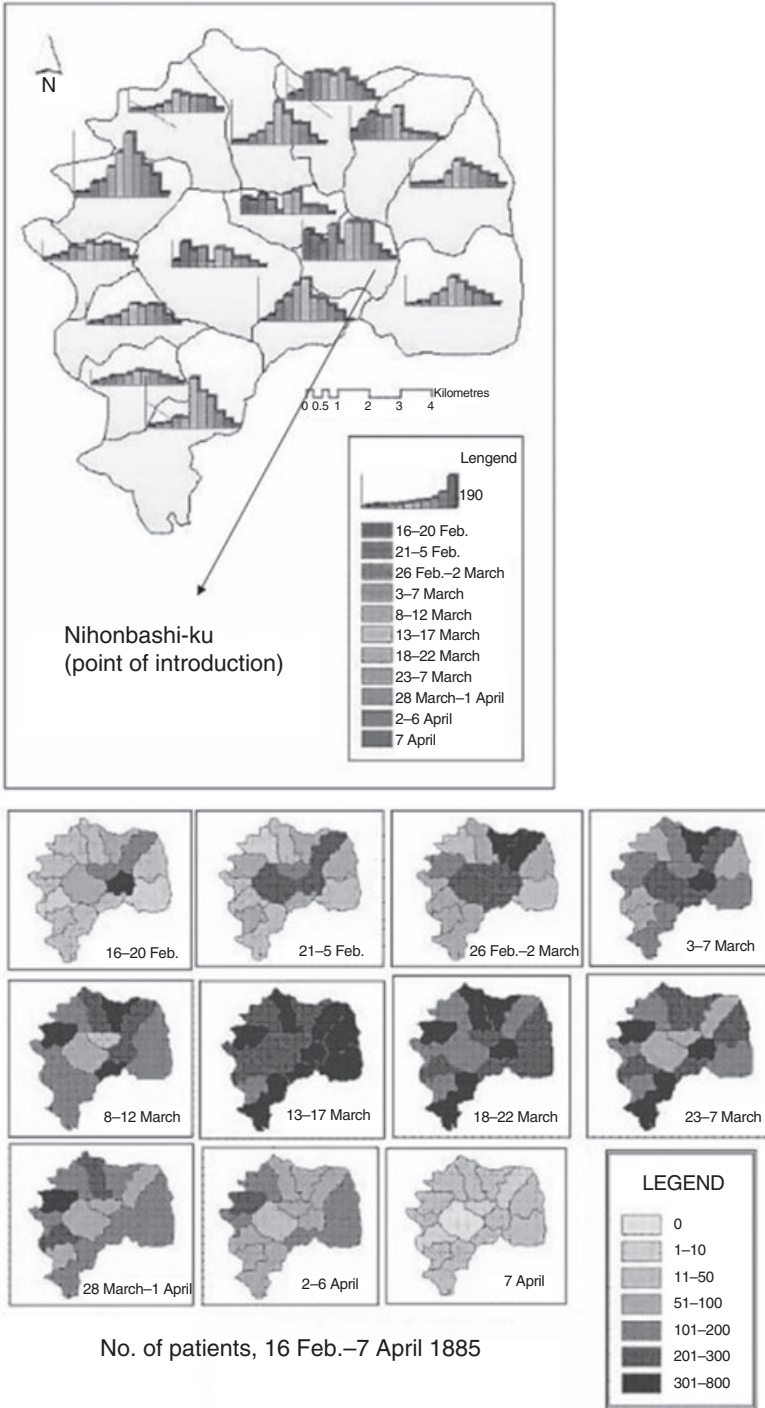 N
Kilometres
0 0.5 1 2 3 4
Lengend
190
16–20 Feb.
21–5 Feb.
26 Feb.–2 March
3–7 March
8–12 March
13–17 March
18–22 March
23–7 March
28 March–1 April
2–6 April
7 April
Nihonbashi-ku
(point of introduction)
16–20 Feb.
21–5 Feb.
26 Feb.–2 March
3–7 March
8–12 March
13–17 March
18–22 March
23–7 March
28 March–1 April
2–6 April
7 April
LEGEND
0
1–10
11–50
51–100
101–200
201–300
301–800
No. of patients, 16 Feb.–7 April 1885